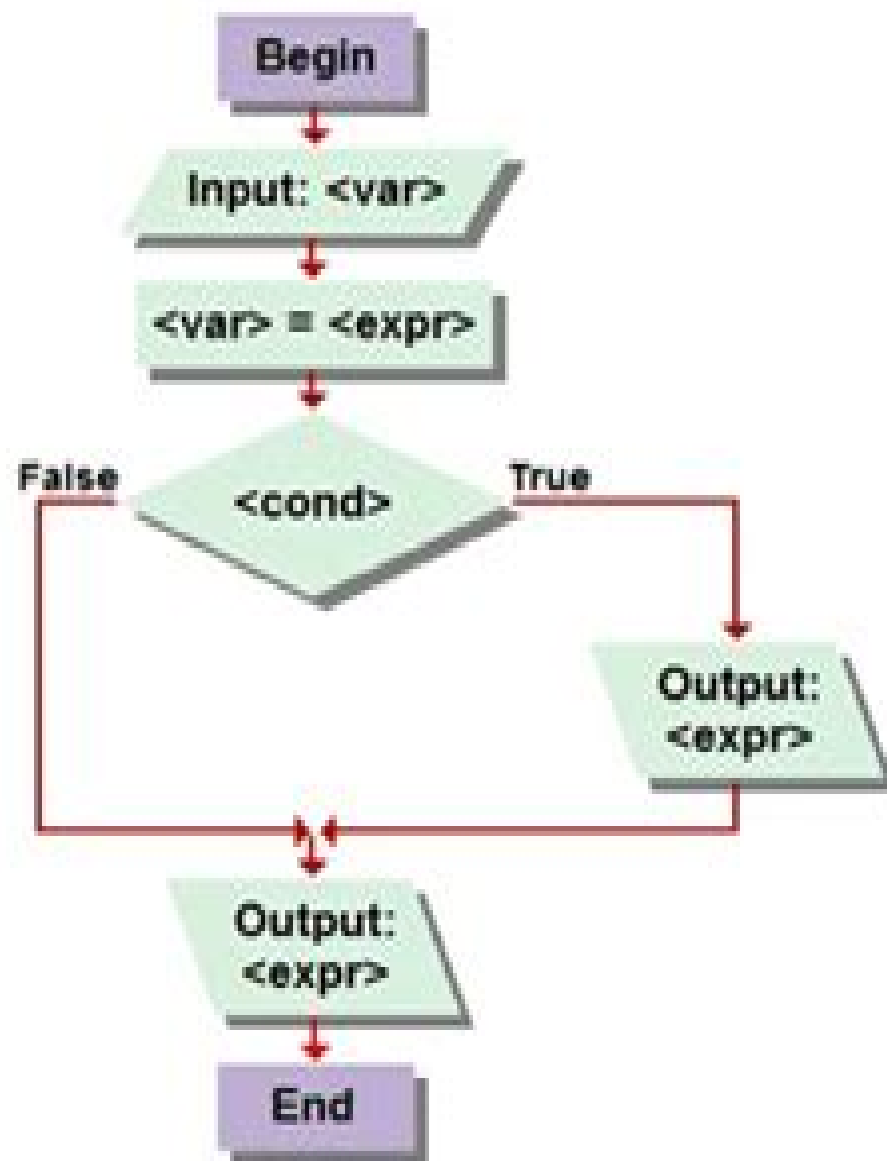 Begin
Input: <var>
<var> = <expr>
False
<cond>
True
Output:
<expr>
Output:
<expr>
End